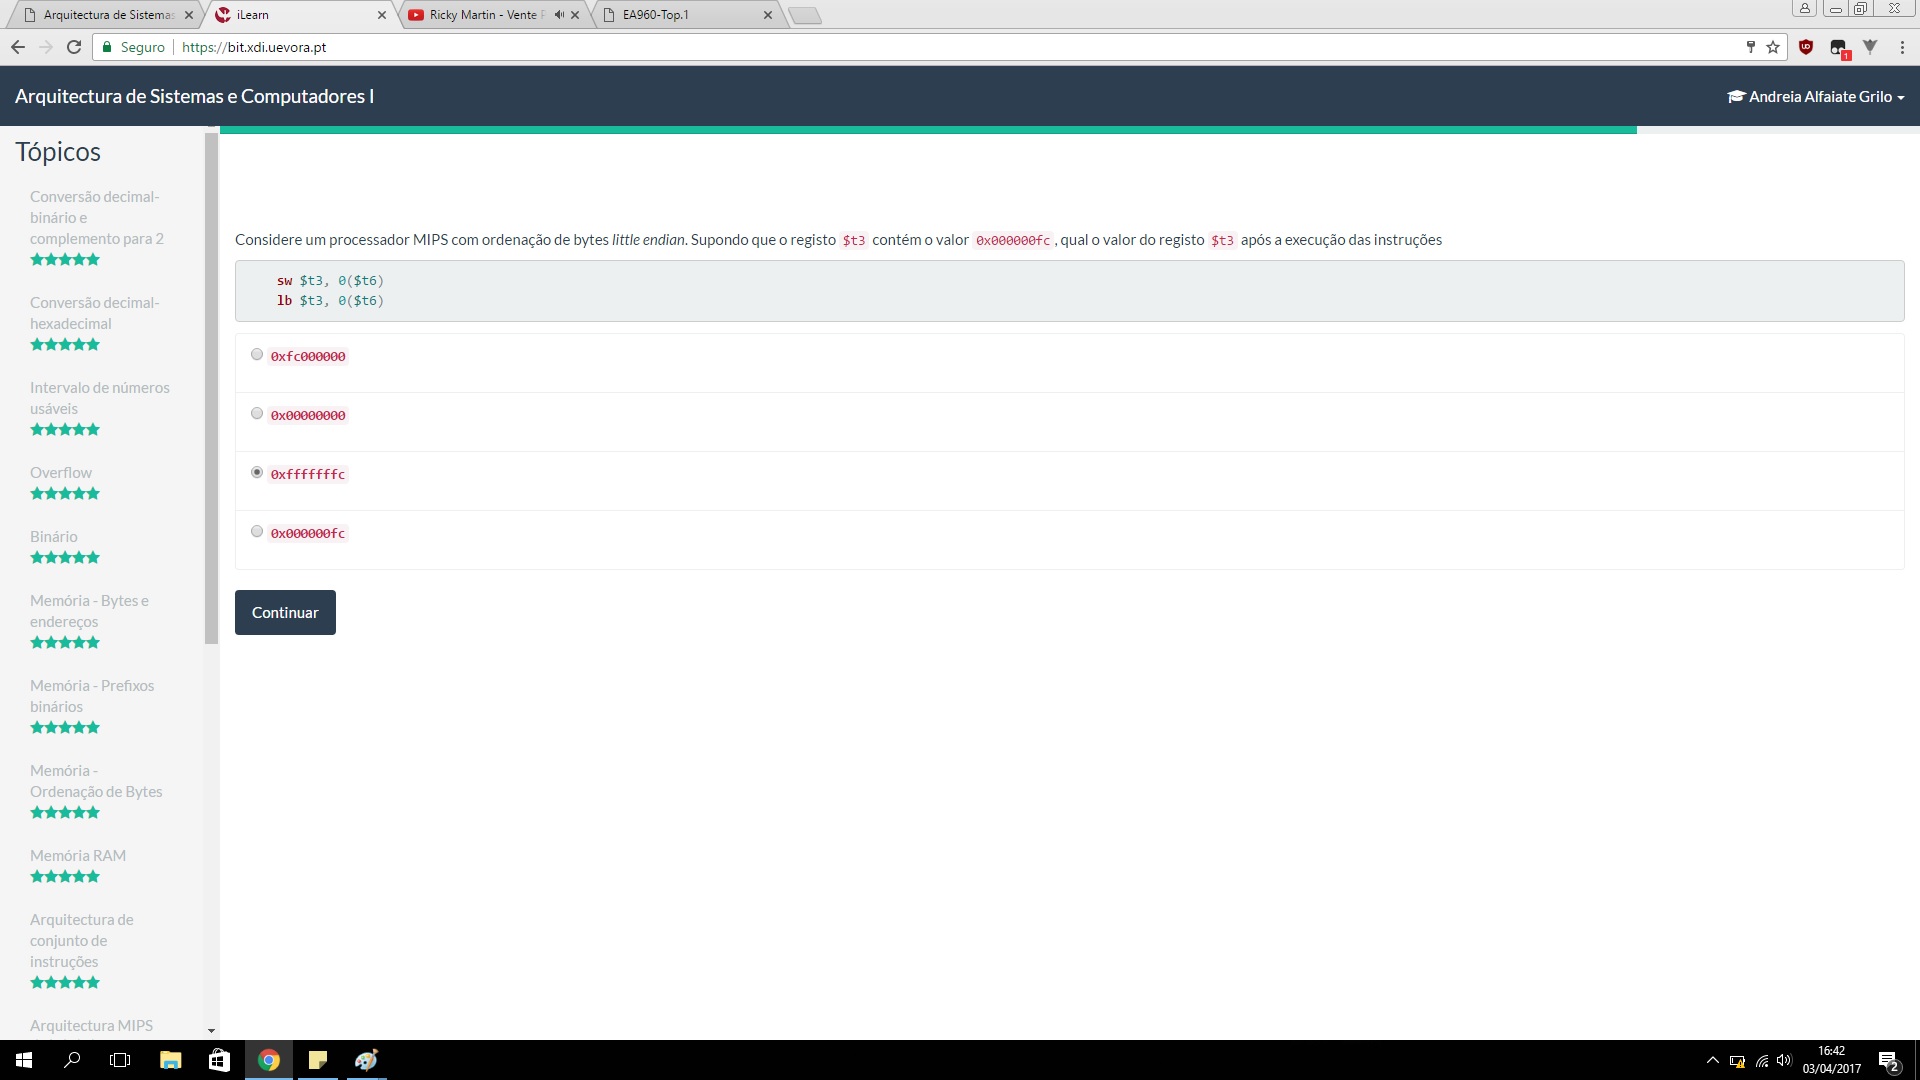 Arquitectura de Sistemas
iLearn
Ricky Martin - Vente P
EA960-Top.1
Seguro
https://bit.xdi.uevora.pt
1
Arquitectura de Sistemas e Computadores I
Andreia Alfaiate Grilo
Tópicos
Conversão decimal-
binário e
complemento para 2
Conversão decimal-
hexadecimal
Intervalo de números
usáveis
Overflow
Binário
Memória - Bytes e
endereços
Memória - Prefixos
binários
Memória -
Ordenação de Bytes
Memória RAM
Arquitectura de
conjunto de
instruções
Arquitectura MIPS
Considere um processador MIPS com ordenação de bytes little endian. Supondo que o registo $t3 contém o valor 0x000000fc, qual o valor do registo $t3 após a execução das instruções
sw $t3, 0($t6)
lb $t3, 0($t6)
0xfc000000
0x00000000
0xfffffffc
0x000000fc
Continuar
16:42
03/04/2017
2